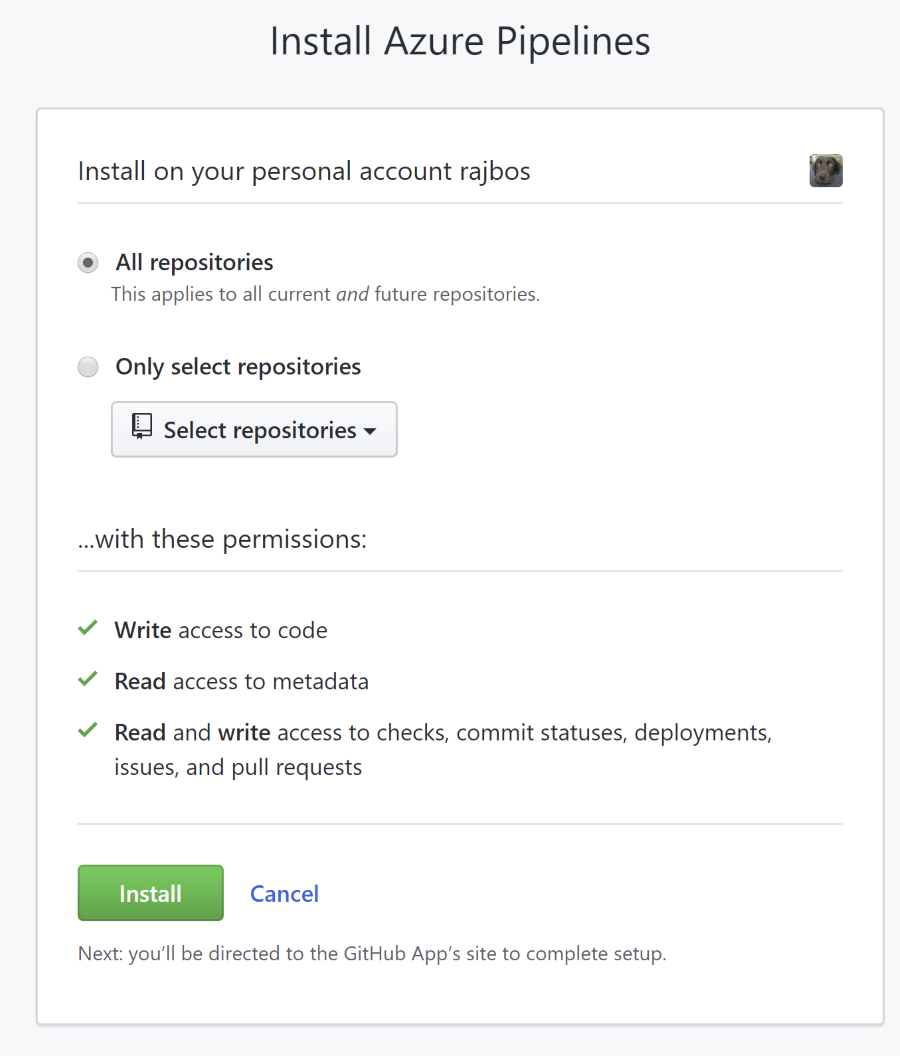 Install Azure Pipelines
Install on your personal account rajbos
All repositories
This applies to all current and future repositories.
Only select repositories
Select repositories
...with these permissions:
Write access to code
Read access to metadata
Read and write access to checks, commit statuses, deployments,
issues, and pull requests
Install
Cancel
Next: you’ll be directed to the GitHub App’s site to complete setup.